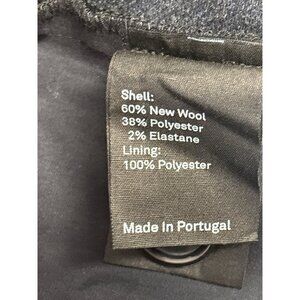 Shell:
60% New Wool
38% Polyester
2% Elastane
Lining:
100% Polyester
Made in Portugal